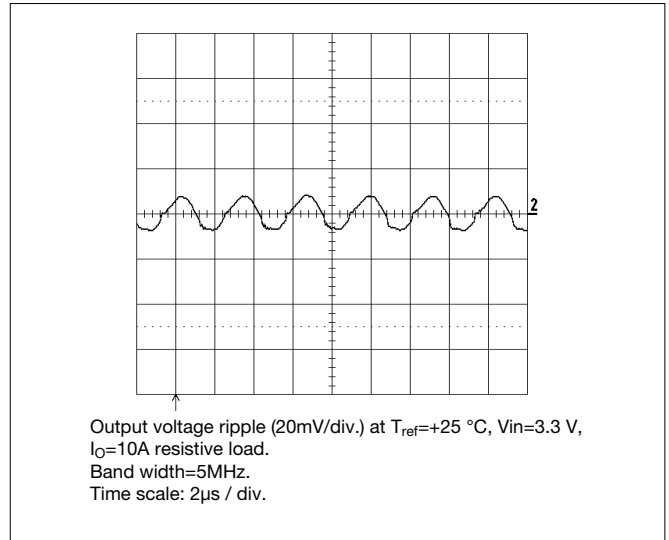 2
Output voltage ripple (20mV/div.) at Tref=+25 °C, Vin=3.3 V,
IO=10A resistive load.
Band width=5MHz.
Time scale: 2µs / div.